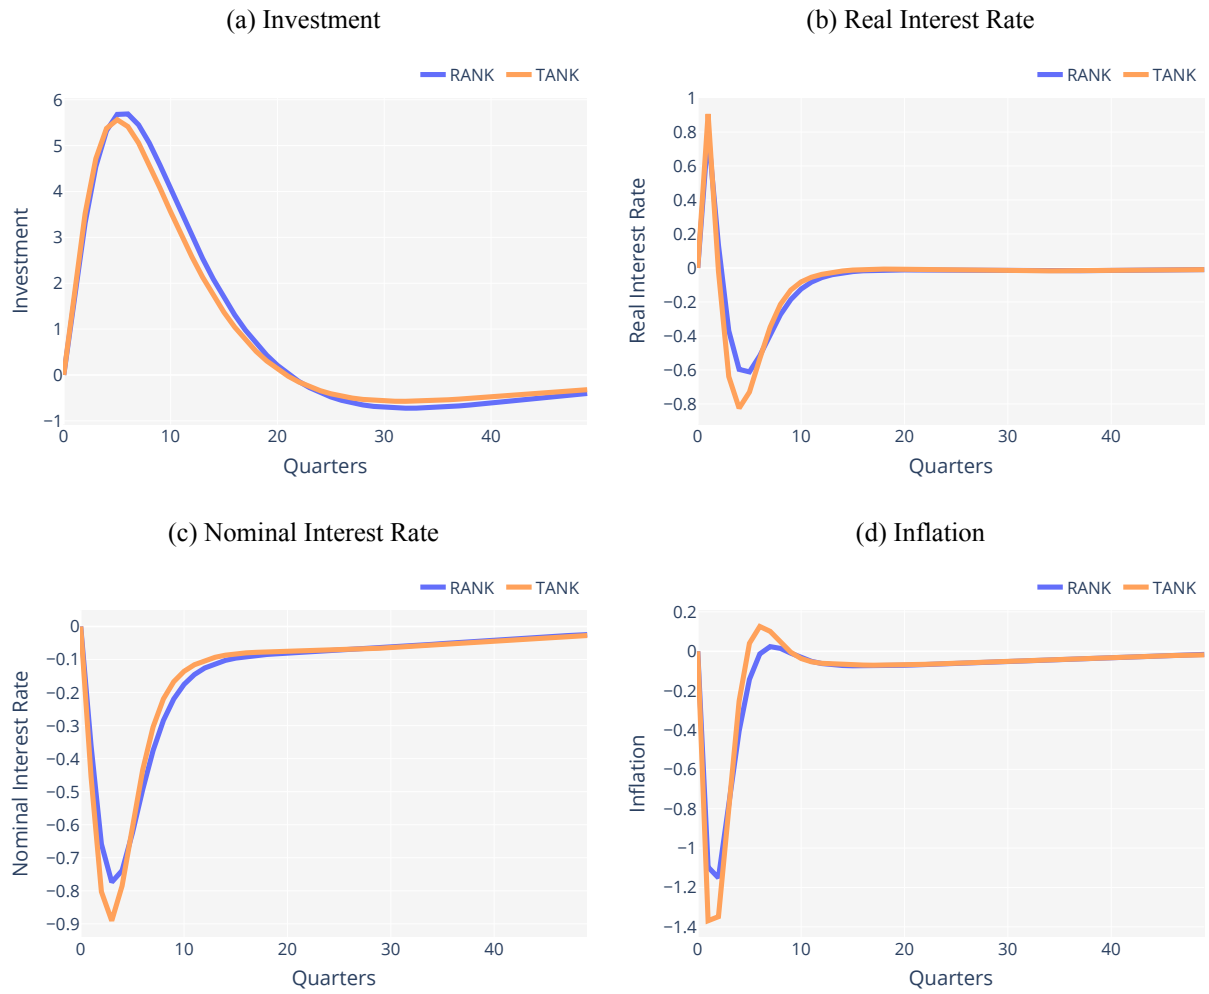 (a) Investment
RANK TANK
6
5
4
3
2
1
0
−1
0 10 20 30 40
Quarters
Investment
(b) Real Interest Rate
RANK TANK
1
0.8
0.6
0.4
0.2
0
−0.2
−0.4
−0.6
−0.8
0 10 20 30 40
Quarters
Real Interest Rate
(c) Nominal Interest Rate
RANK TANK
0
−0.1
−0.2
−0.3
−0.4
−0.5
−0.6
−0.7
−0.8
−0.9
0 10 20 30 40
Quarters
Nominal Interest Rate
(d) Inflation
RANK TANK
0.2
0
−0.2
−0.4
−0.6
−0.8
−1
−1.2
−1.4
0 10 20 30 40
Quarters
Inflation